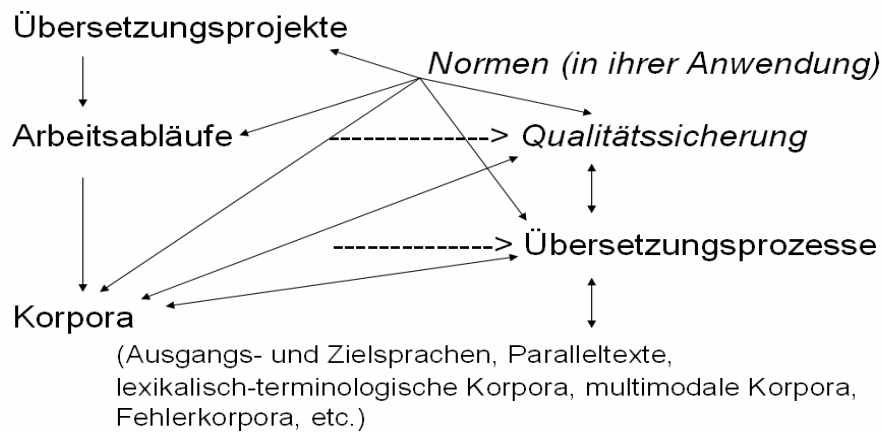 Übersetzungsprojekte
Normen (in ihrer Anwendung)
Arbeitsabläufe
--------------> Qualitätssicherung
--------------> Übersetzungsprozesse
Korpora
(Ausgangs- und Zielsprachen, Paralleltexte,
lexikalisch-terminologische Korpora, multimodale Korpora,
Fehlerkorpora, etc.)